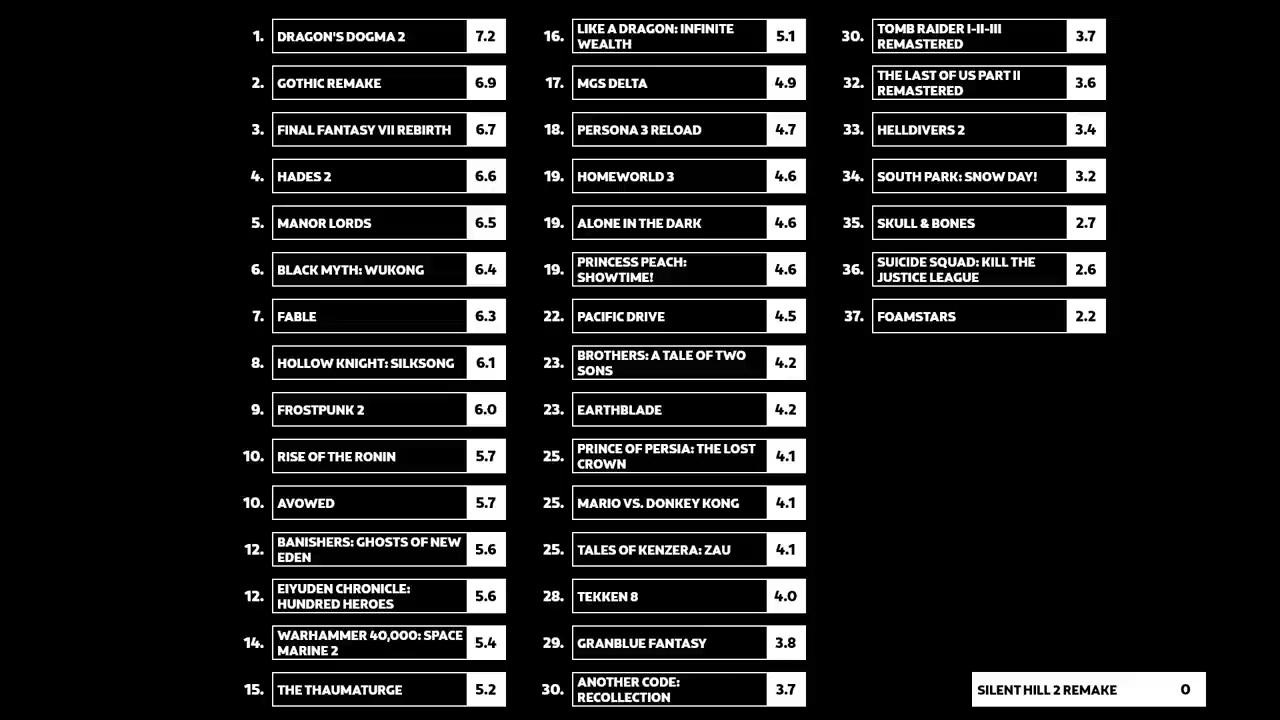 1. DRAGON'S DOGMA 2 7.2
2. GOTHIC REMAKE 6.9
3. FINAL FANTASY VII REBIRTH 6.7
4. HADES 2 6.6
5. MANOR LORDS 6.5
6. BLACK MYTH: WUKONG 6.4
7. FABLE 6.3
8. HOLLOW KNIGHT: SILKSONG 6.1
9. FROSTPUNK 2 6.0
10. RISE OF THE RONIN 5.7
10. AVOWED 5.7
12. BANISHERS: GHOSTS OF NEW
EDEN 5.6
12. EIYUDEN CHRONICLE:
HUNDRED HEROES 5.6
14. WARHAMMER 40,000: SPACE
MARINE 2 5.4
15. THE THAUMATURGE 5.2
16. LIKE A DRAGON: INFINITE
WEALTH 5.1
17. MGS DELTA 4.9
18. PERSONA 3 RELOAD 4.7
19. HOMEWORLD 3 4.6
19. ALONE IN THE DARK 4.6
19. PRINCESS PEACH:
SHOWTIME! 4.6
22. PACIFIC DRIVE 4.5
23. BROTHERS: A TALE OF TWO
SONS 4.2
23. EARTHBLADE 4.2
25. PRINCE OF PERSIA: THE LOST
CROWN 4.1
25. MARIO VS. DONKEY KONG 4.1
25. TALES OF KENZERA: ZAU 4.1
28. TEKKEN 8 4.0
29. GRANBLUE FANTASY 3.8
30. ANOTHER CODE:
RECOLLECTION 3.7
30. TOMB RAIDER I-II-III
REMASTERED 3.7
32. THE LAST OF US PART II
REMASTERED 3.6
33. HELLDIVERS 2 3.4
34. SOUTH PARK: SNOW DAY! 3.2
35. SKULL & BONES 2.7
36. SUICIDE SQUAD: KILL THE
JUSTICE LEAGUE 2.6
37. FOAMSTARS 2.2
SILENT HILL 2 REMAKE 0